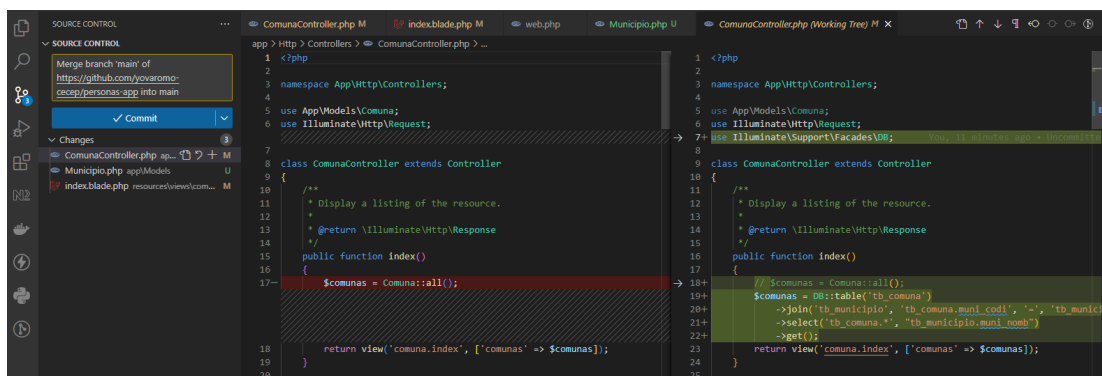 SOURCE CONTROL ...
ComunaController.php M
index.blade.php M
web.php
Municipio.php U
ComunaController.php (Working Tree) M
SOURCE CONTROL
Merge branch 'main' of
https://github.com/yovaromo-
cecep/personas-app into main
Commit
Changes 3
ComunaController.php ap... M
Municipio.php app\Models U
index.blade.php resources\views\com... M
app > Http > Controllers > ComunaController.php > ...
1 <?php
2
3 namespace App\Http\Controllers;
4
5 use App\Models\Comuna;
6 use Illuminate\Http\Request;
7
8 class ComunaController extends Controller
9 {
10 /**
11 * Display a listing of the resource.
12 *
13 * @return \Illuminate\Http\Response
14 */
15 public function index()
16 {
17− $comunas = Comuna::all();
18 return view('comuna.index', ['comunas' => $comunas]);
19 }
20
1 <?php
2
3 namespace App\Http\Controllers;
4
5 use App\Models\Comuna;
6 use Illuminate\Http\Request;
7+ use Illuminate\Support\Facades\DB; You, 11 minutes ago • Uncommitte
8
9 class ComunaController extends Controller
10 {
11 /**
12 * Display a listing of the resource.
13 *
14 * @return \Illuminate\Http\Response
15 */
16 public function index()
17 {
18+ // $comunas = Comuna::all();
19+ $comunas = DB::table('tb_comuna')
20+ ->join('tb_municipio', 'tb_comuna.muni_codi', '=', 'tb_munici
21+ ->select('tb_comuna.*', "tb_municipio.muni_nomb")
22+ ->get();
23 return view('comuna.index', ['comunas' => $comunas]);
24 }
25